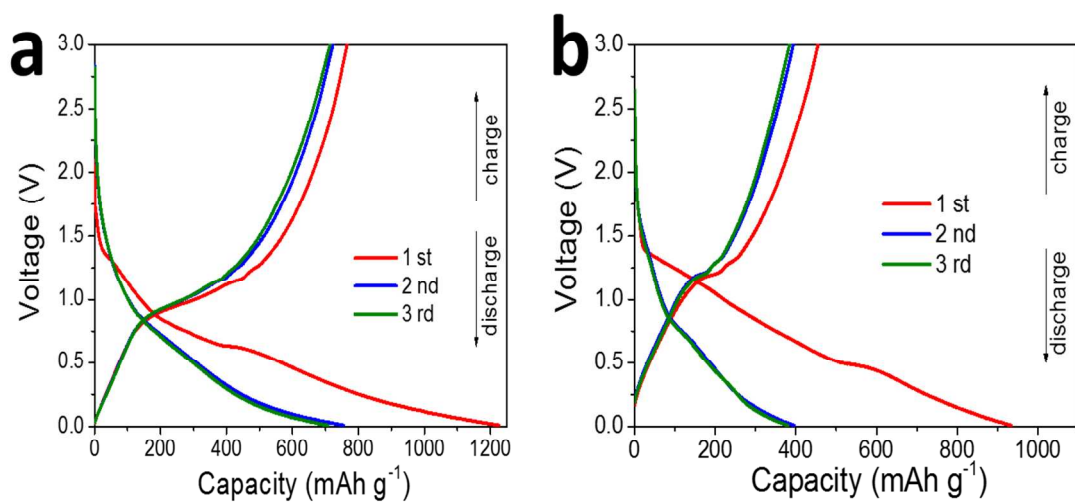 a
3.0
2.5
2.0
1.5
1.0
0.5
0.0
Voltage (V)
0 200 400 600 800 1000 1200
Capacity (mAh g⁻¹)
1 st
2 nd
3 rd
charge
discharge
b
3.0
2.5
2.0
1.5
1.0
0.5
0.0
Voltage (V)
0 200 400 600 800 1000
Capacity (mAh g⁻¹)
1 st
2 nd
3 rd
charge
discharge